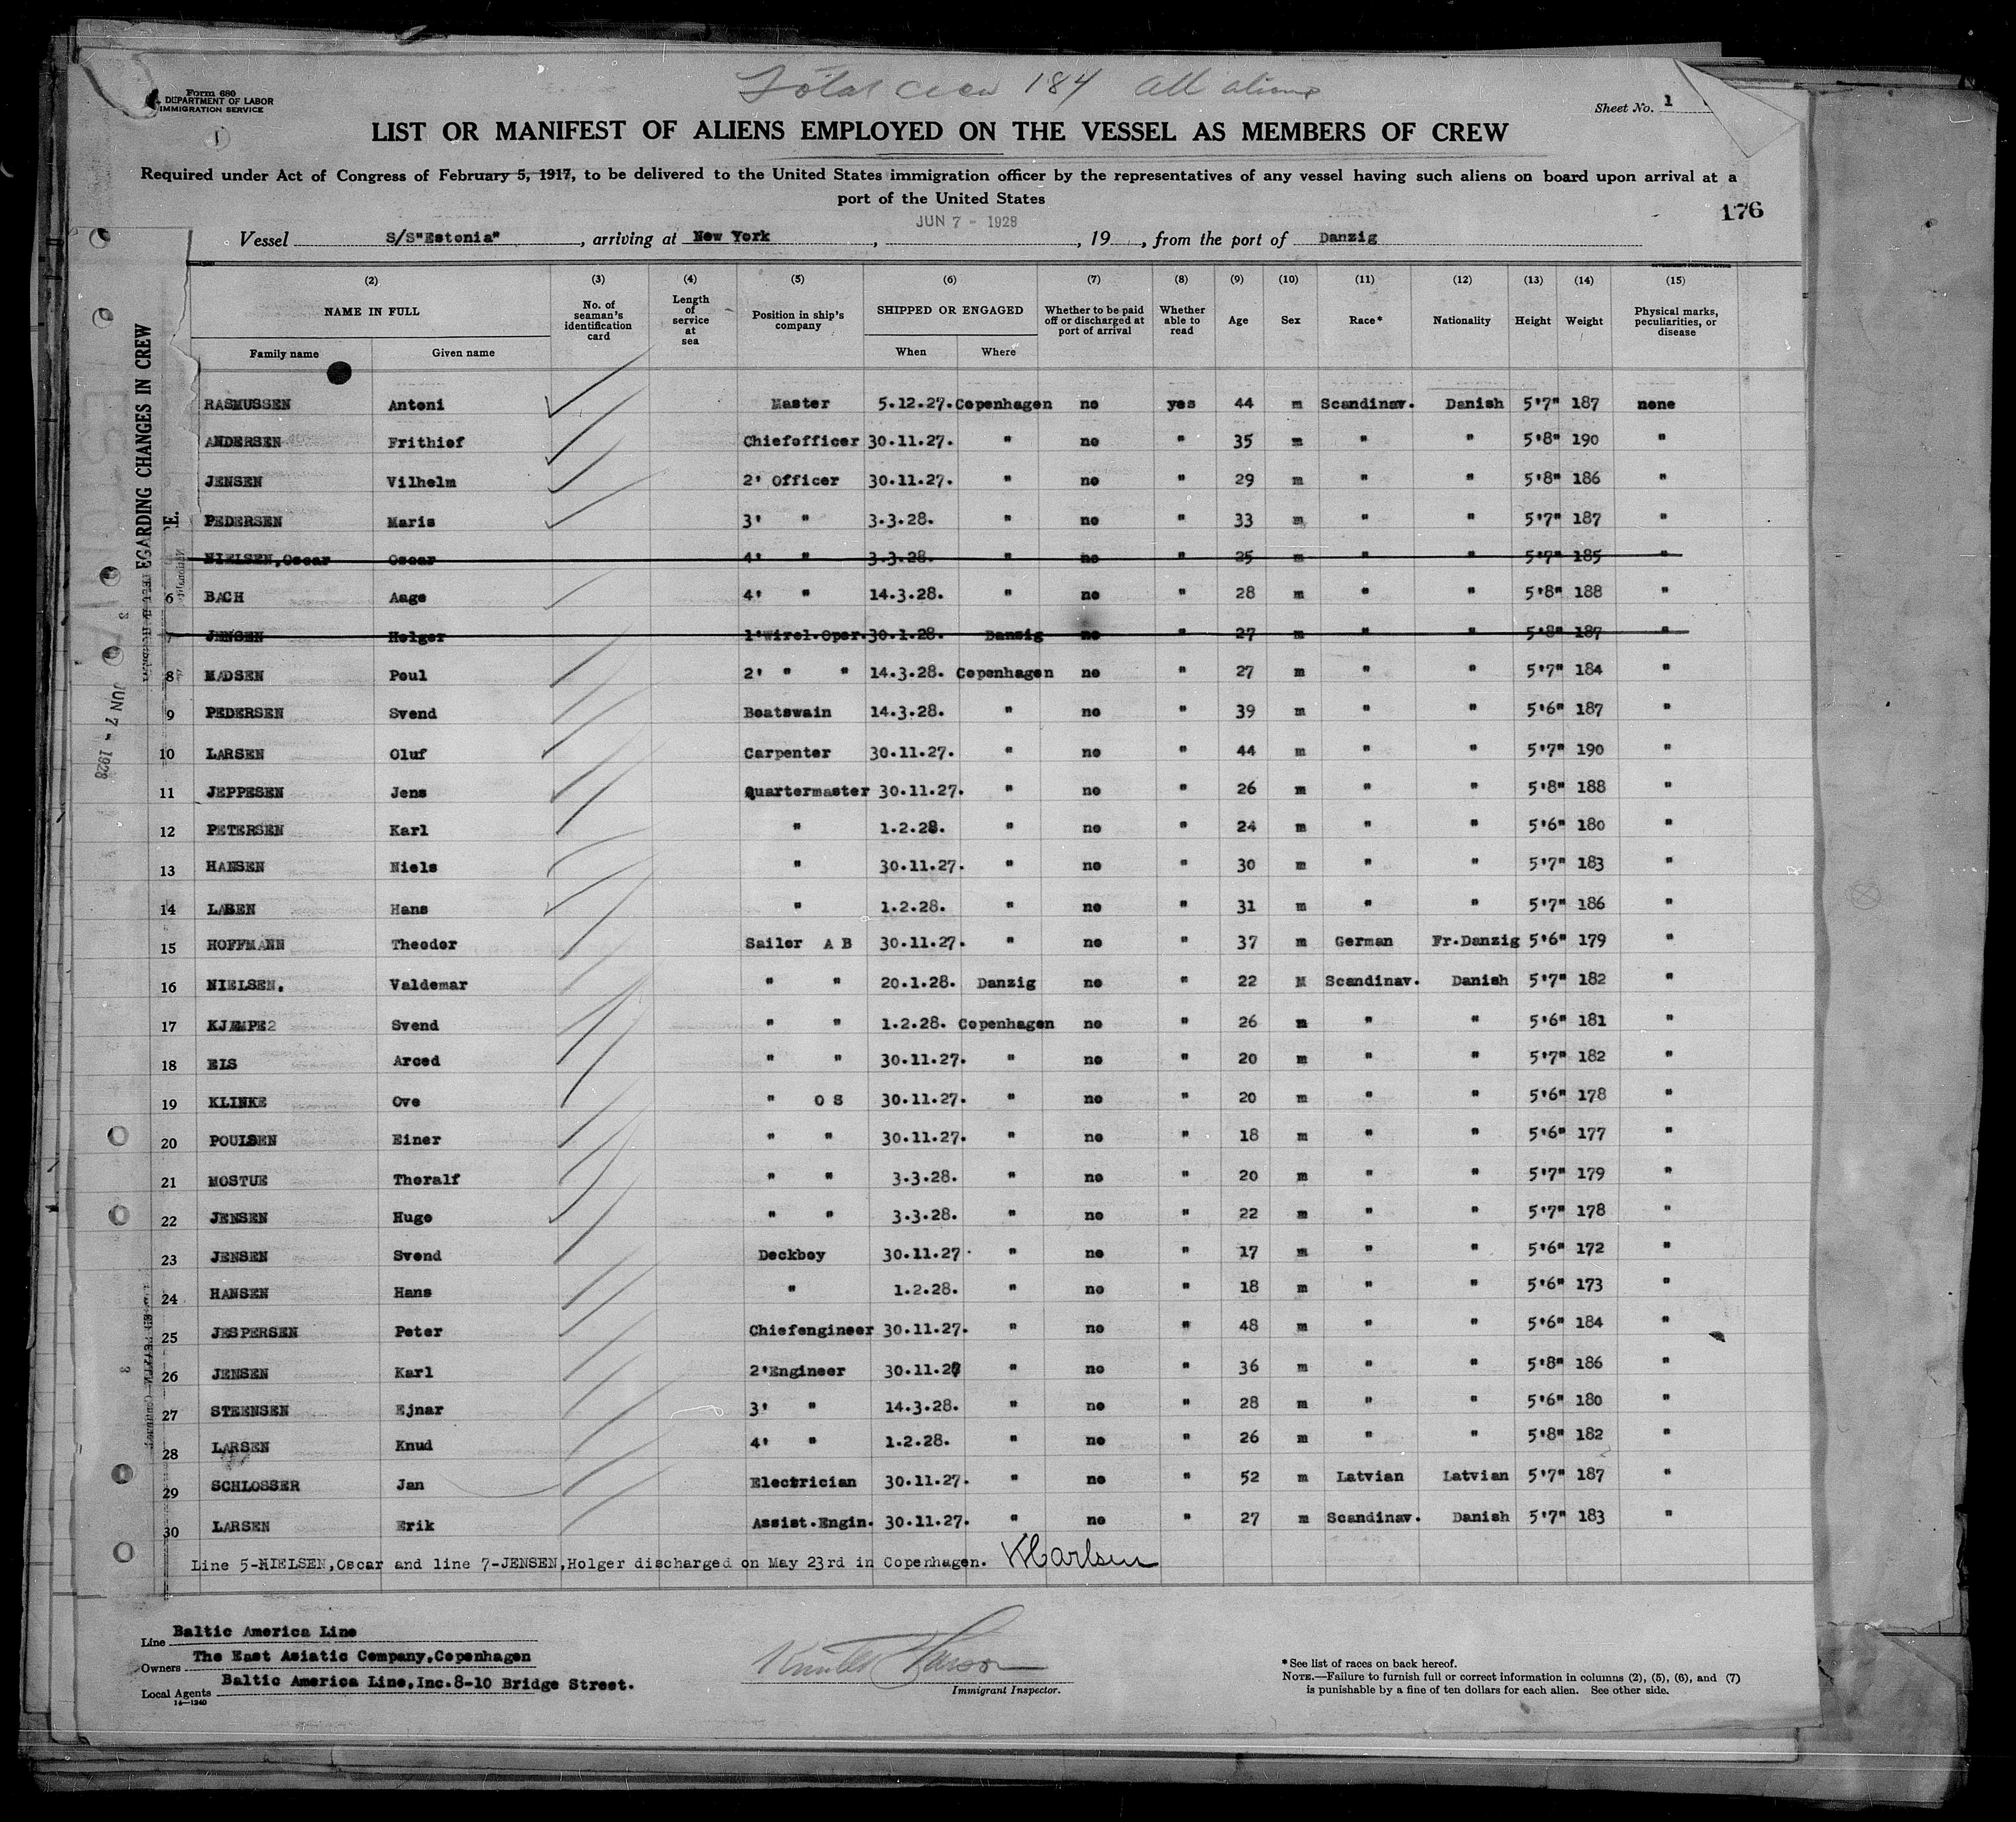 Total crew 184 all aliens
Form 680
DEPARTMENT OF LABOR
IMMIGRATION SERVICE
Sheet No. 1
LIST OR MANIFEST OF ALIENS EMPLOYED ON THE VESSEL AS MEMBERS OF CREW
Required under Act of Congress of February 5, 1917, to be delivered to the United States immigration officer by the representatives of any vessel having such aliens on board upon arrival at a
port of the United States
176
JUN 7 - 1928
Vessel S/S"Estonia", arriving at New York, , 19 , from the port of Danzig
(2) (3) (4) (5) (6) (7) (8) (9) (10) (11) (12) (13) (14) (15)
NAME IN FULL No. of seaman's identification card Length of service at sea Position in ship's company SHIPPED OR ENGAGED Whether to be paid off or discharged at port of arrival Whether able to read Age Sex Race* Nationality Height Weight Physical marks, peculiarities, or disease
Family name Given name When Where
RASMUSSEN Antoni Master 5.12.27. Copenhagen no yes 44 m Scandinav. Danish 5'7" 187 none
ANDERSEN Frithief Chiefofficer 30.11.27. " no " 35 m " " 5'8" 190 "
JENSEN Vilhelm 2' Officer 30.11.27. " no " 29 m " " 5'8" 186 "
PEDERSEN Maris 3' " 3.3.28. " no " 33 m " " 5'7" 187 "
NIELSEN,Oscar Oscar 4' " 3.3.28. " no " 25 m " " 5'7" 185 "
6 BACH Aage 4' " 14.3.28. " no " 28 m " " 5'8" 188 "
7 JENSEN Holger 1'Wirel.Oper. 30.1.28. Danzig no " 27 m " " 5'8" 187 "
8 MADSEN Poul 2' " " 14.3.28. Copenhagen no " 27 m " " 5'7" 184 "
9 PEDERSEN Svend Boatswain 14.3.28. " no " 39 m " " 5'6" 187 "
10 LARSEN Oluf Carpenter 30.11.27. " no " 44 m " " 5'7" 190 "
11 JEPPESEN Jens Quartermaster 30.11.27. " no " 26 m " " 5'8" 188 "
12 PETERSEN Karl " 1.2.28. " no " 24 m " " 5'6" 180 "
13 HANSEN Niels " 30.11.27. " no " 30 m " " 5'7" 183 "
14 LABEN Hans " 1.2.28. " no " 31 m " " 5'7" 186 "
15 HOFFMANN Theodor Sailor A B 30.11.27. " no " 37 m German Fr.Danzig 5'6" 179 "
16 NIELSEN. Valdemar " " 20.1.28. Danzig no " 22 M Scandinav. Danish 5'7" 182 "
17 KJEMPE2 Svend " " 1.2.28. Copenhagen no " 26 m " " 5'6" 181 "
18 EIS Arced " " 30.11.27. " no " 20 m " " 5'7" 182 "
19 KLINKE Ove " O S 30.11.27. " no " 20 m " " 5'6" 178 "
20 POULSEN Einer " " 30.11.27. " no " 18 m " " 5'6" 177 "
21 MOSTUE Thoralf " " 3.3.28. " no " 20 m " " 5'7" 179 "
22 JENSEN Hugo " " 3.3.28. " no " 22 m " " 5'7" 178 "
23 JENSEN Svend Deckboy 30.11.27. " no " 17 m " " 5'6" 172 "
24 HANSEN Hans " 1.2.28. " no " 18 m " " 5'6" 173 "
25 JESPERSEN Peter Chiefengineer 30.11.27. " no " 48 m " " 5'6" 184 "
26 JENSEN Karl 2'Engineer 30.11.27 " no " 36 m " " 5'8" 186 "
27 STEENSEN Ejnar 3' " 14.3.28. " no " 28 m " " 5'6" 180 "
28 LARSEN Knud 4' " 1.2.28. " no " 26 m " " 5'8" 182 "
29 SCHLOSSER Jan Electrician 30.11.27. " no " 52 m Latvian Latvian 5'7" 187 "
30 LARSEN Erik Assist.Engin. 30.11.27. " no " 27 m Scandinav. Danish 5'7" 183 "
Line 5-NIELSEN,Oscar and line 7-JENSEN,Holger discharged on May 23rd in Copenhagen.
Line Baltic America Line
Owners The East Asiatic Company,Copenhagen
Local Agents Baltic America Line,Inc.8-10 Bridge Street.
14-1240
Immigrant Inspector.
*See list of races on back hereof.
NOTE.—Failure to furnish full or correct information in columns (2), (5), (6), and (7)
is punishable by a fine of ten dollars for each alien. See other side.
EGARDING CHANGES IN CREW
JUN 7 - 1928